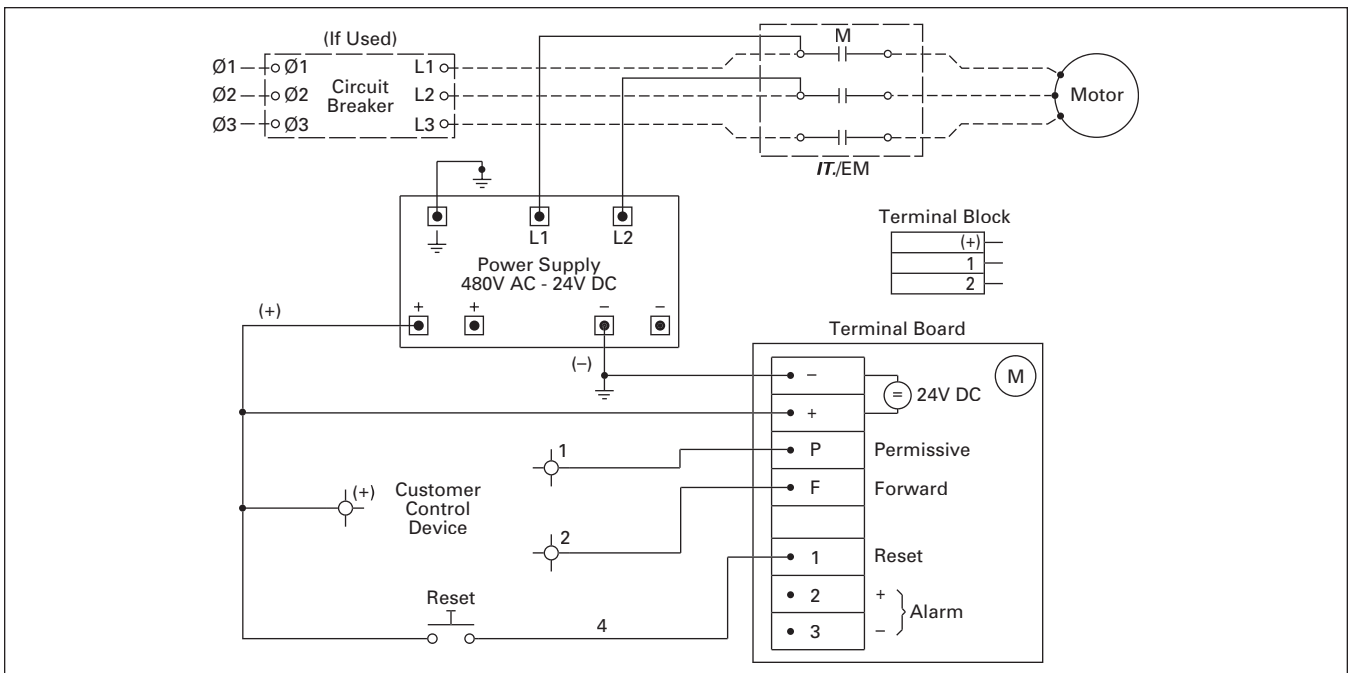 (If Used)
M
Ø1 Ø1 L1
Ø2 Ø2 Circuit L2
Breaker
Ø3 Ø3 L3
Motor
IT./EM
L1 L2
Power Supply
480V AC - 24V DC
+ + – –
(+)
(–)
Terminal Block
(+)
1
2
Terminal Board
– = 24V DC M
+
P Permissive
F Forward
1 Reset
2 + Alarm
3 –
1
(+) Customer
Control
Device
2
Reset
4